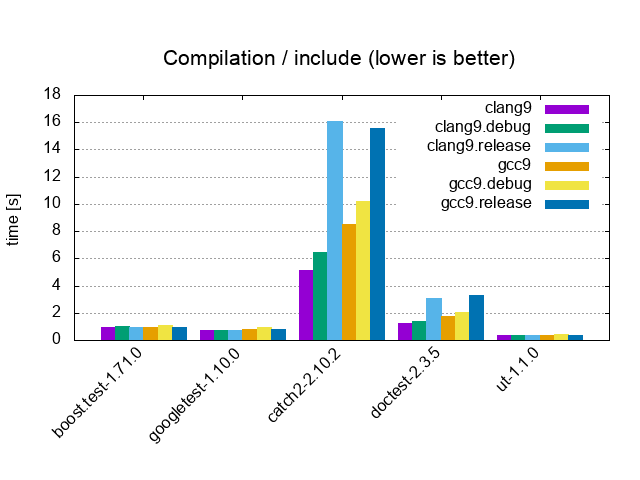 Compilation / include (lower is better)
time [s]
18
16
14
12
10
8
6
4
2
0
clang9
clang9.debug
clang9.release
gcc9
gcc9.debug
gcc9.release
boost.test-1.71.0
googletest-1.10.0
catch2-2.10.2
doctest-2.3.5
ut-1.1.0